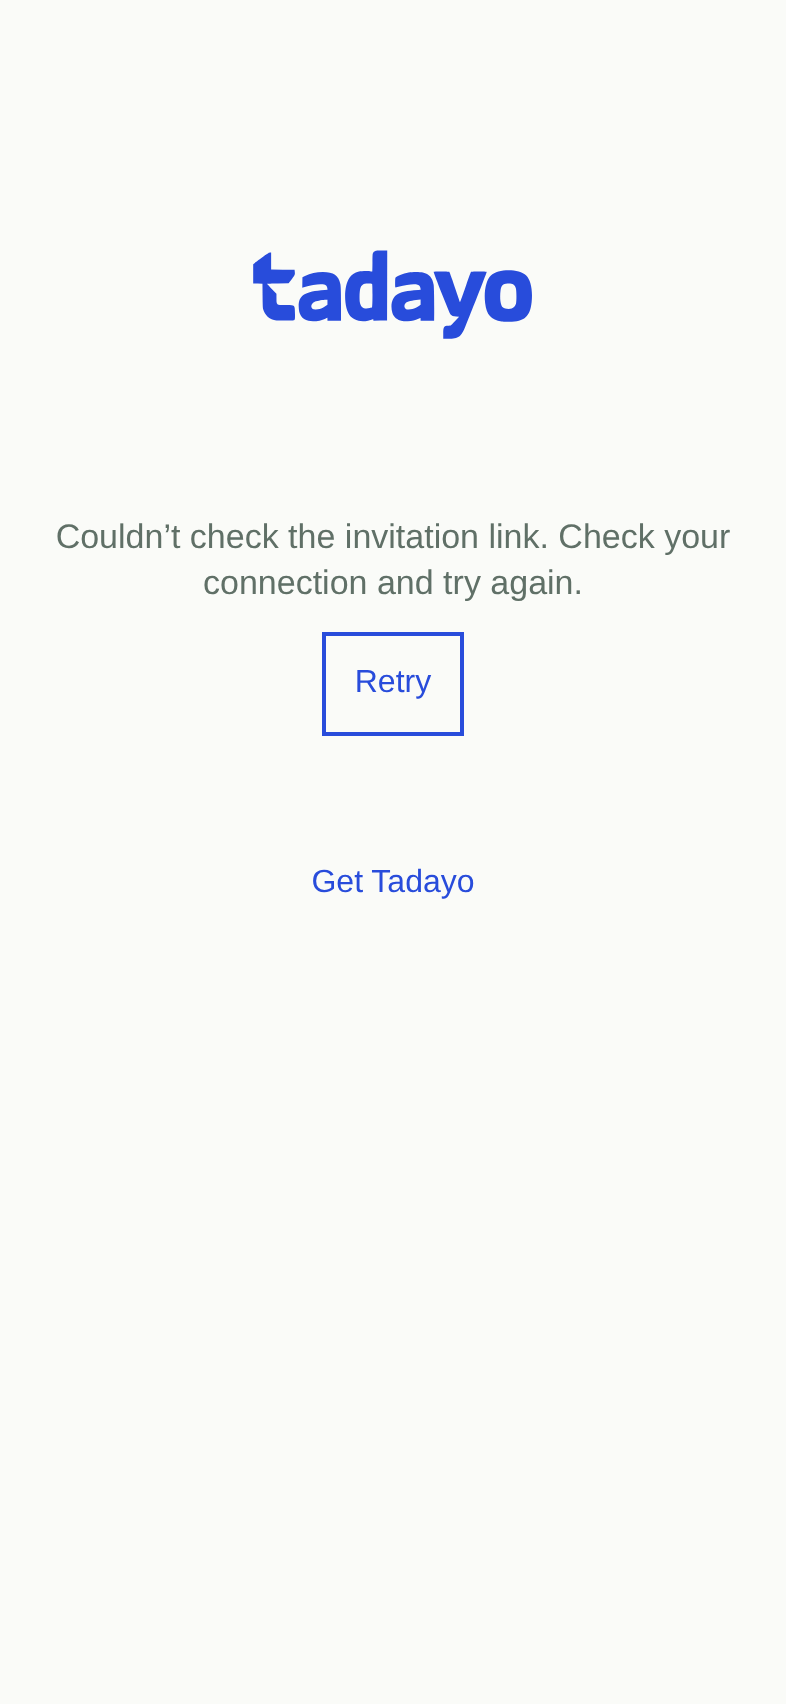 tadayo
Couldn’t check the invitation link. Check your
connection and try again.
Retry
Get Tadayo